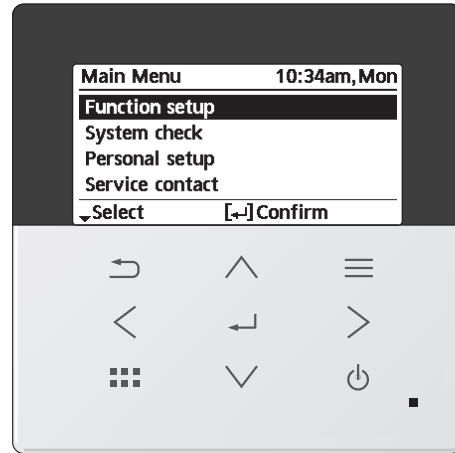 Main Menu 10:34am,Mon
Function setup
System check
Personal setup
Service contact
Select [↵]Confirm